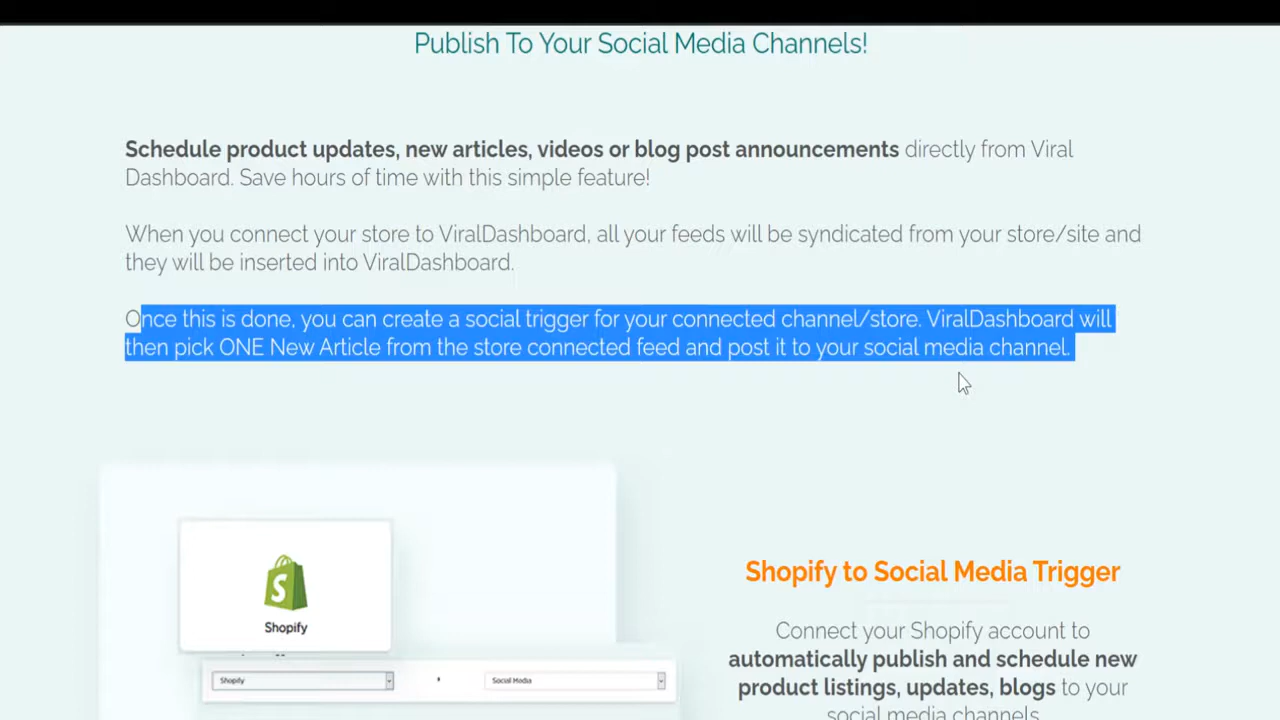 Publish To Your Social Media Channels!
Schedule product updates, new articles, videos or blog post announcements directly from Viral
Dashboard. Save hours of time with this simple feature!
When you connect your store to ViralDashboard, all your feeds will be syndicated from your store/site and
they will be inserted into ViralDashboard.
Once this is done, you can create a social trigger for your connected channel/store. ViralDashboard will
then pick ONE New Article from the store connected feed and post it to your social media channel.
Shopify
Shopify
Social Media
Shopify to Social Media Trigger
Connect your Shopify account to
automatically publish and schedule new
product listings, updates, blogs to your
social media channels